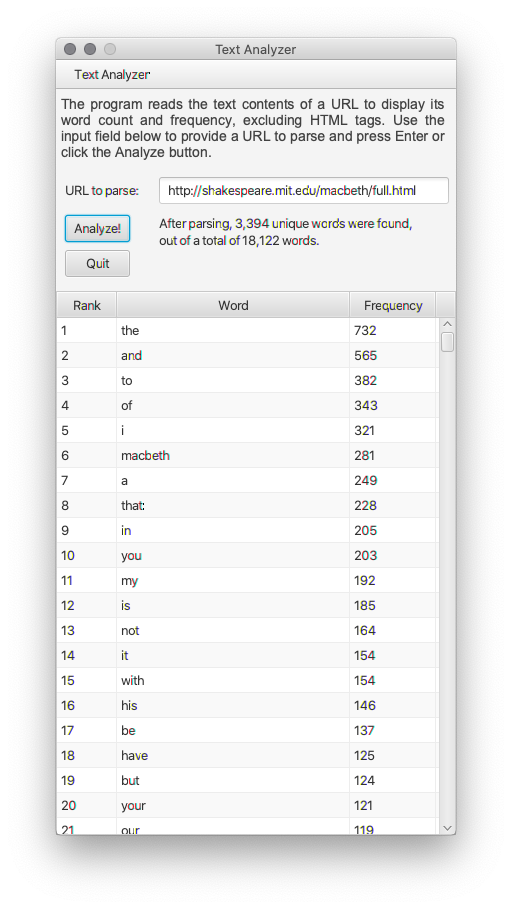 Text Analyzer
Text Analyzer
The program reads the text contents of a URL to display its
word count and frequency, excluding HTML tags. Use the
input field below to provide a URL to parse and press Enter or
click the Analyze button.
URL to parse: http://shakespeare.mit.edu/macbeth/full.html
Analyze! After parsing, 3,394 unique word's were found,
out of a total of 18,122 words.
Quit
Rank Word Frequency
1 the 732
2 and 565
3 to 382
4 of 343
5 i 321
6 macbeth 281
7 a 249
8 that: 228
9 in 205
10 you 203
11 my 192
12 is 185
13 not 164
14 it 154
15 with 154
16 his 146
17 be 137
18 have 125
19 but 124
20 your 121
21 our 119